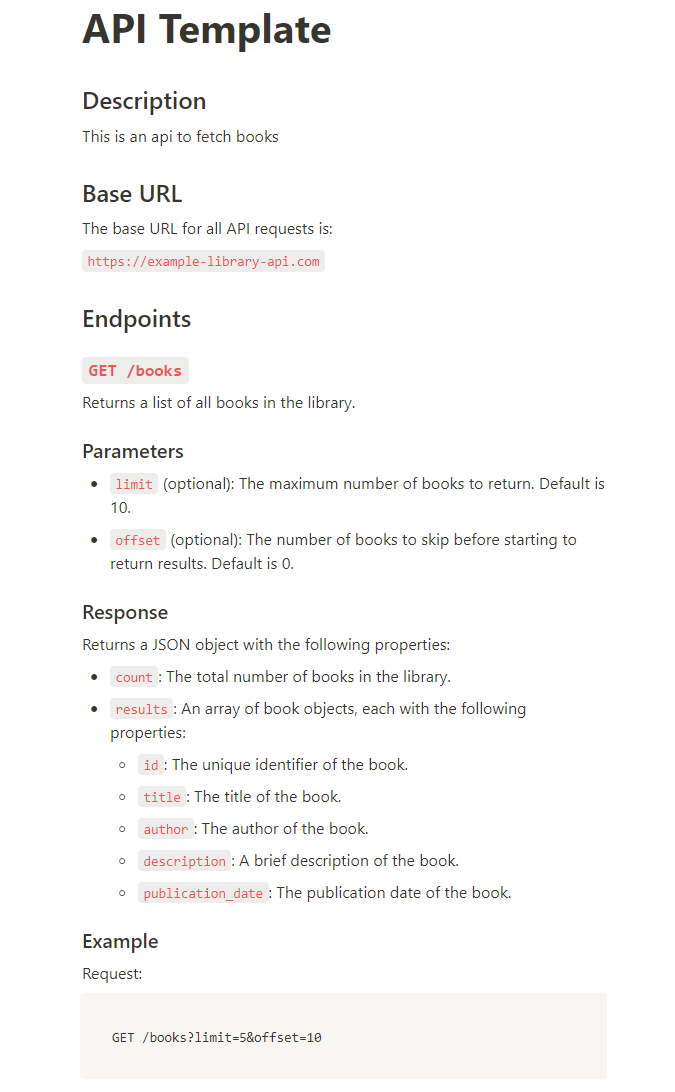 API Template
Description
This is an api to fetch books
Base URL
The base URL for all API requests is:
https://example-library-api.com
Endpoints
GET /books
Returns a list of all books in the library.
Parameters
• limit (optional): The maximum number of books to return. Default is
10.
• offset (optional): The number of books to skip before starting to
return results. Default is 0.
Response
Returns a JSON object with the following properties:
• count: The total number of books in the library.
• results: An array of book objects, each with the following
properties:
◦ id: The unique identifier of the book.
◦ title: The title of the book.
◦ author: The author of the book.
◦ description: A brief description of the book.
◦ publication_date: The publication date of the book.
Example
Request:
GET /books?limit=5&offset=10